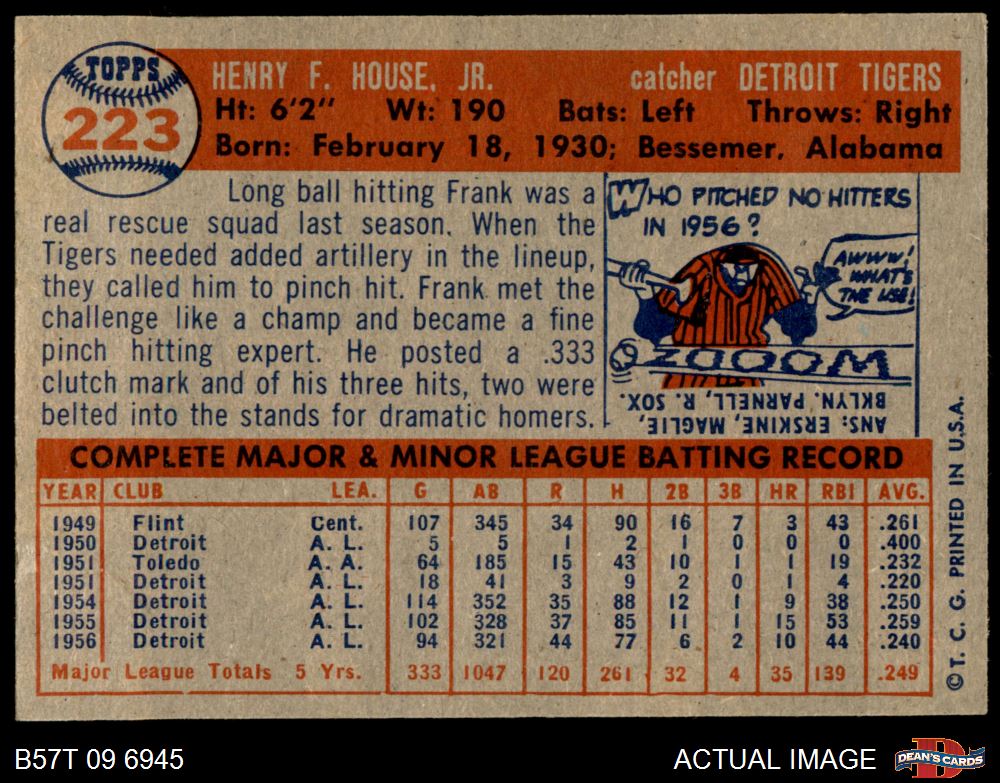 TOPPS
223
HENRY F. HOUSE, JR. catcher DETROIT TIGERS
Ht: 6'2" Wt: 190 Bats: Left Throws: Right
Born: February 18, 1930; Bessemer, Alabama
Long ball hitting Frank was a
real rescue squad last season. When the
Tigers needed added artillery in the lineup,
they called him to pinch hit. Frank met the
challenge like a champ and became a fine
pinch hitting expert. He posted a .333
clutch mark and of his three hits, two were
belted into the stands for dramatic homers.
WHO PITCHED NO HITTERS
IN 1956?
AWWW!
WHAT'S
THE USE!
ZOOOOM
ANS: ERSKINE, MAGLIE,
BKLYN. PARNELL, R. SOX.
COMPLETE MAJOR & MINOR LEAGUE BATTING RECORD
YEAR CLUB LEA. G AB R H 2B 3B HR RBI AVG.
1949 Flint Cent. 107 345 34 90 16 7 3 43 .261
1950 Detroit A. L. 5 5 1 2 1 0 0 0 .400
1951 Toledo A. A. 64 185 15 43 10 1 1 19 .232
1951 Detroit A. L. 18 41 3 9 2 0 1 4 .220
1954 Detroit A. L. 114 352 35 88 12 1 9 38 .250
1955 Detroit A. L. 102 328 37 85 11 1 15 53 .259
1956 Detroit A. L. 94 321 44 77 6 2 10 44 .240
Major League Totals 5 Yrs. 333 1047 120 261 32 4 35 139 .249
© T. C. G. PRINTED IN U.S.A.
B57T 09 6945
ACTUAL IMAGE
D
DEAN'S CARDS